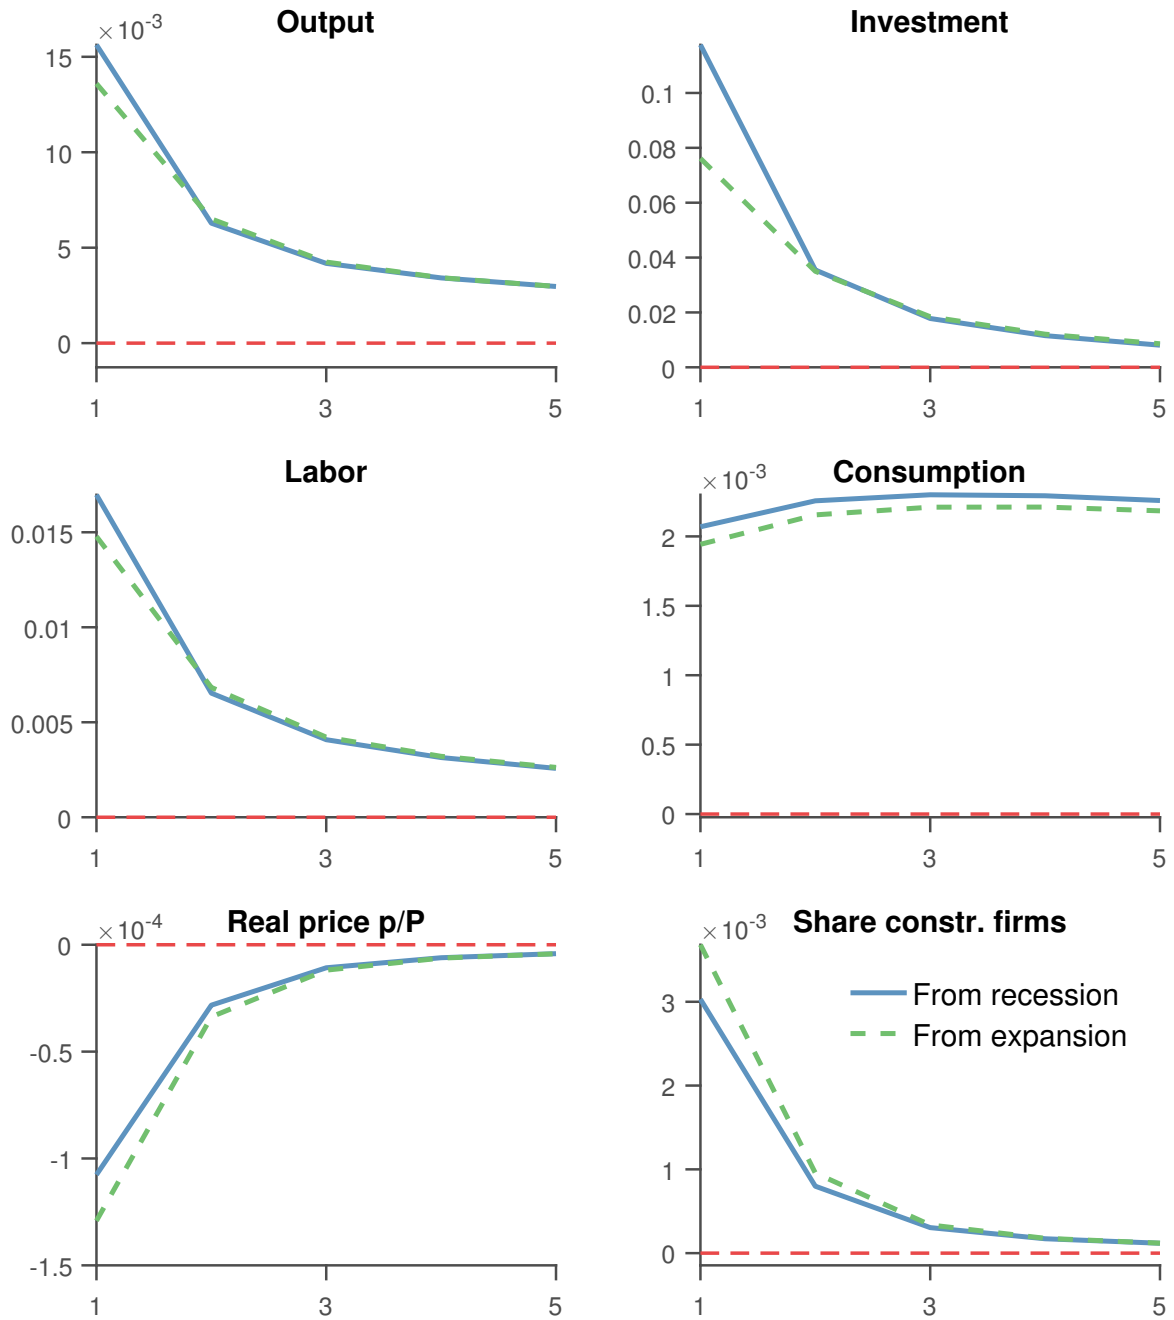 Output
×10-3
15
10
5
0
1 3 5
Investment
0.1
0.08
0.06
0.04
0.02
0
1 3 5
Labor
0.015
0.01
0.005
0
1 3 5
Consumption
×10-3
2
1.5
1
0.5
0
1 3 5
Real price p/P
×10-4
0
-0.5
-1
-1.5
1 3 5
Share constr. firms
×10-3
3
2
1
0
From recession
From expansion
1 3 5